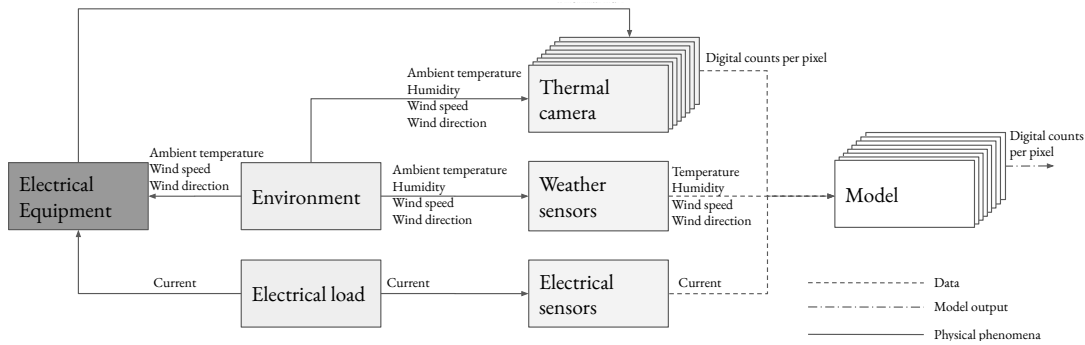 Digital counts per pixel
Ambient temperature
Humidity
Wind speed
Wind direction
Thermal
camera
Digital counts
per pixel
Ambient temperature
Wind speed
Wind direction
Electrical
Equipment
Environment
Ambient temperature
Humidity
Wind speed
Wind direction
Weather
sensors
Temperature
Humidity
Wind speed
Wind direction
Model
Current
Electrical load
Current
Electrical
sensors
Current
Data
Model output
Physical phenomena